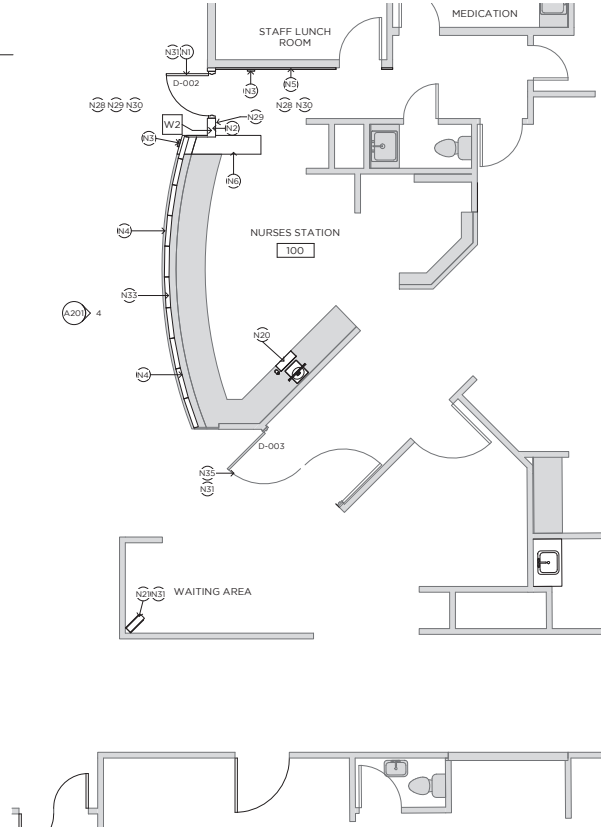 MEDICATION
STAFF LUNCH
ROOM
N31 N1
D-002
N3
N5
N28 N29 N30
N28 N30
N29
W2
N2
N3
N6
N4
NURSES STATION
100
N33
A201 4
N20
N4
D-003
N35
N31
N21 N31
WAITING AREA